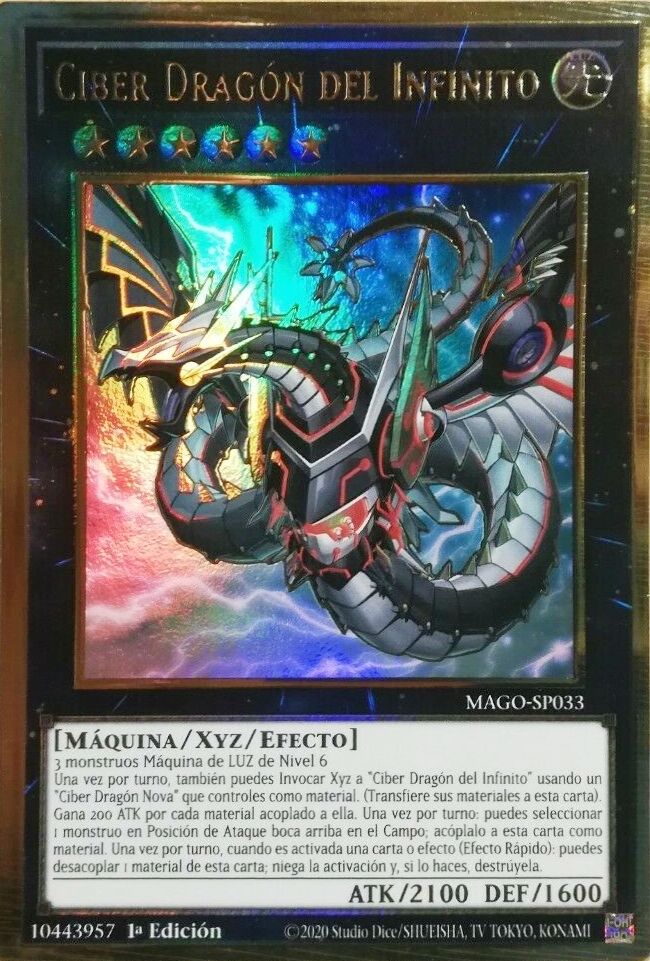 CIBER DRAGÓN DEL INFINITO
光
MAGO-SP033
[MÁQUINA/XYZ/EFECTO]
3 monstruos Máquina de LUZ de Nivel 6
Una vez por turno, también puedes Invocar Xyz a "Ciber Dragón del Infinito" usando un
"Ciber Dragón Nova" que controles como material. (Transfiere sus materiales a esta carta).
Gana 200 ATK por cada material acoplado a ella. Una vez por turno: puedes seleccionar
1 monstruo en Posición de Ataque boca arriba en el Campo; acóplalo a esta carta como
material. Una vez por turno, cuando es activada una carta o efecto (Efecto Rápido): puedes
desacoplar 1 material de esta carta; niega la activación y, si lo haces, destrúyela.
ATK/2100 DEF/1600
10443957 1ª Edición ©2020 Studio Dice/SHUEISHA, TV TOKYO, KONAMI